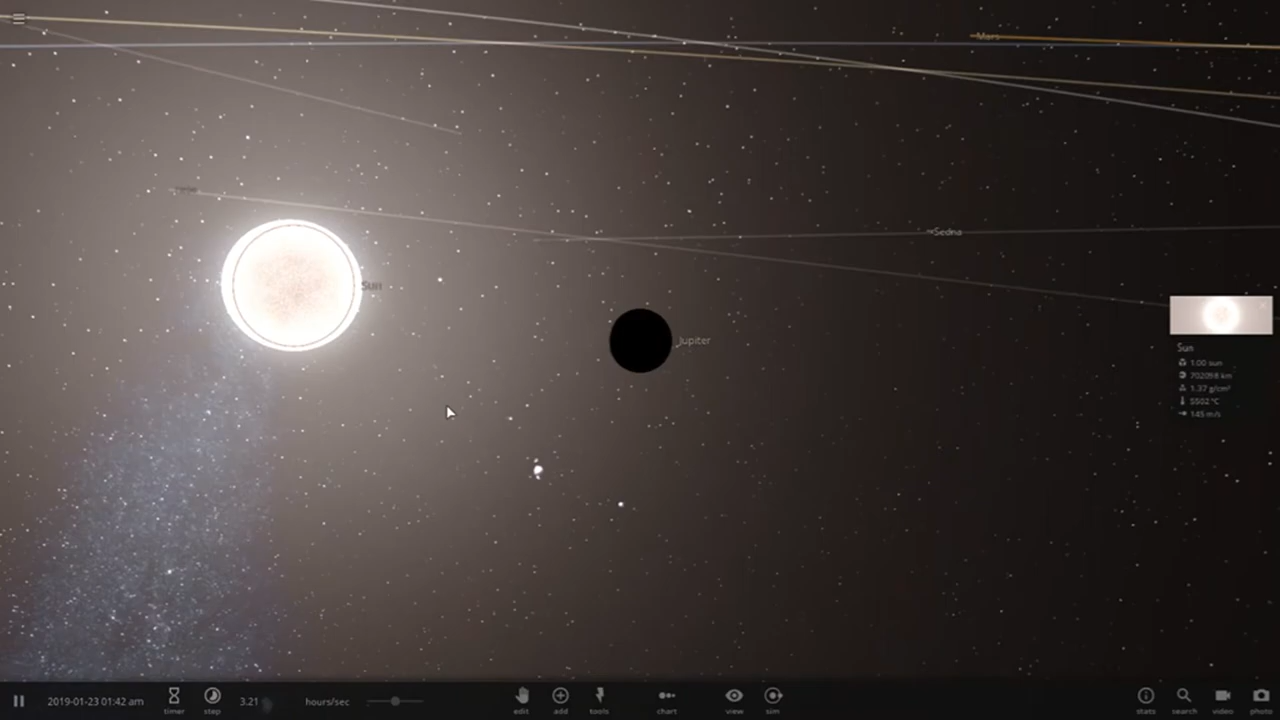 Mars
Sedna
Sun
Jupiter
Sun
1.00 sun
702098 km
1.37 g/cm³
5502 °C
145 m/s
2019-01-23 01:42 am
timer
step
3.21
hours/sec
edit
add
tools
chart
view
sim
stats
search
video
photo